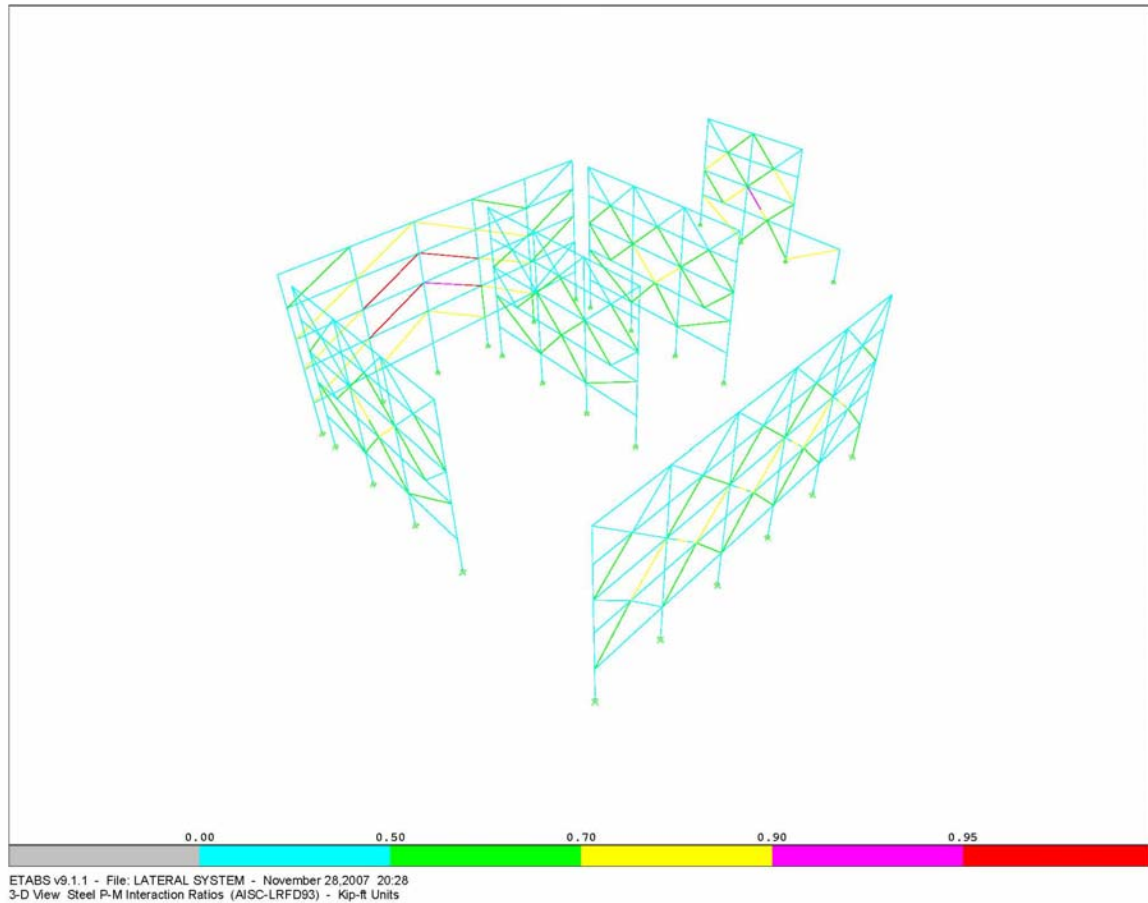 0.00 0.50 0.70 0.90 0.95
ETABS v9.1.1 - File: LATERAL SYSTEM - November 28,2007 20:28
3-D View Steel P-M Interaction Ratios (AISC-LRFD93) - Kip-ft Units